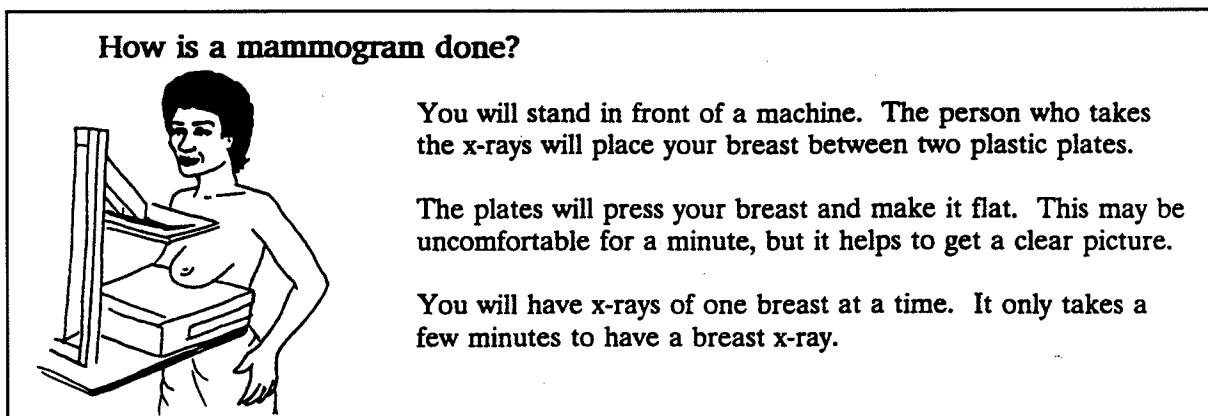 How is a mammogram done?
You will stand in front of a machine. The person who takes
the x-rays will place your breast between two plastic plates.
The plates will press your breast and make it flat. This may be
uncomfortable for a minute, but it helps to get a clear picture.
You will have x-rays of one breast at a time. It only takes a
few minutes to have a breast x-ray.